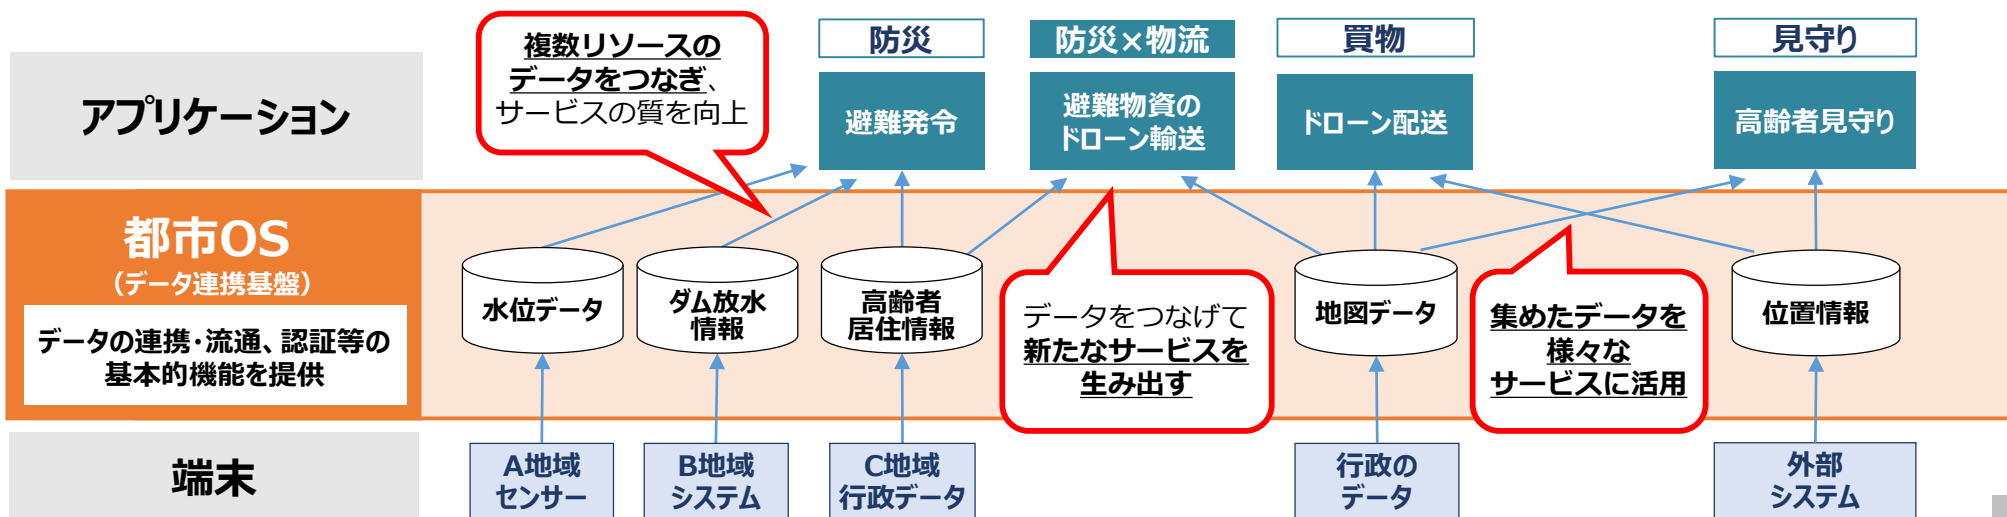 アプリケーション
複数リソースの
データをつなぎ、
サービスの質を向上
防災
避難発令
防災×物流
避難物資の
ドローン輸送
買物
ドローン配送
見守り
高齢者見守り
都市OS
（データ連携基盤）
データの連携・流通、認証等の
基本的機能を提供
水位データ
ダム放水
情報
高齢者
居住情報
データをつなげて
新たなサービスを
生み出す
地図データ
集めたデータを
様々な
サービスに活用
位置情報
端末
A地域
センサー
B地域
システム
C地域
行政データ
行政の
データ
外部
システム